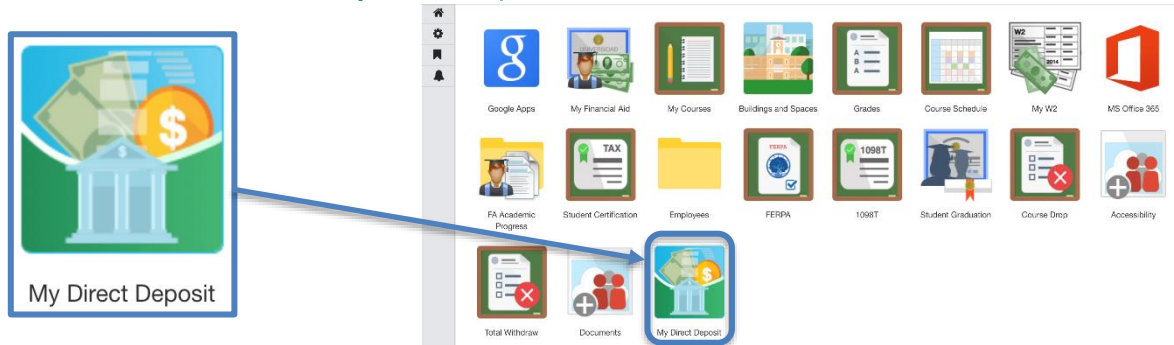 My Direct Deposit
Google Apps
My Financial Aid
My Courses
Buildings and Spaces
Grades
Course Schedule
My W2
MS Office 365
W2
2014
A
B
A
FA Academic
Progress
Student Certification
Employees
FERPA
1098T
Student Graduation
Course Drop
Accessibility
TAX
FERPA
1098T
Total Withdraw
Documents
My Direct Deposit